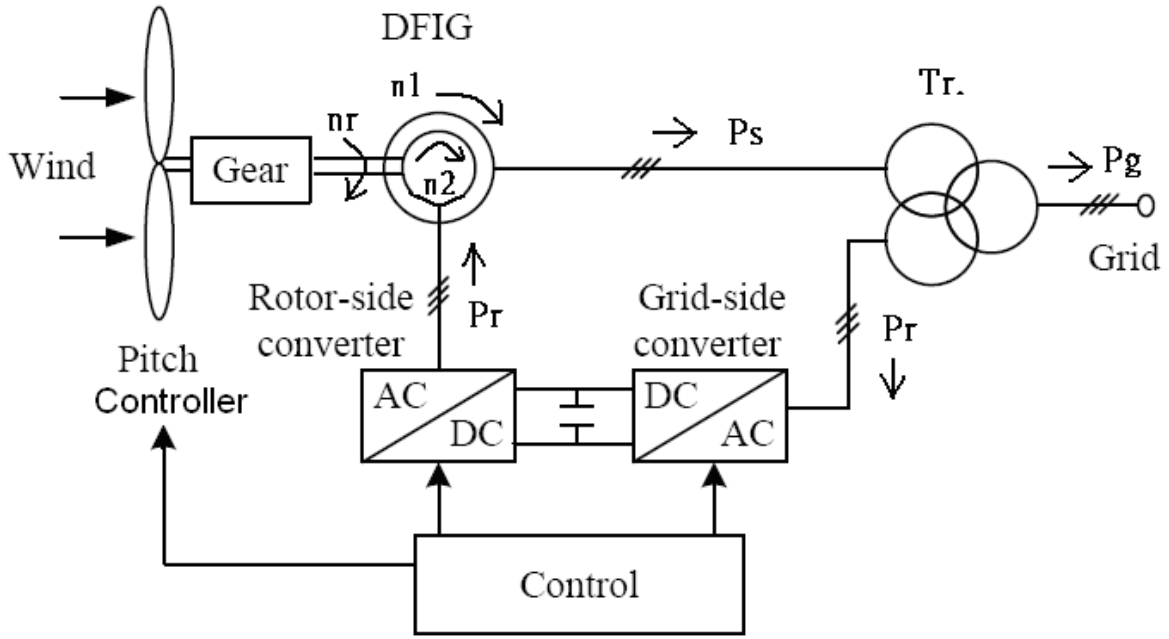 DFIG
n1
Tr.
nr
Ps
Wind
Gear
n2
Pg
Grid
Rotor-side
converter
Pr
Grid-side
converter
Pr
Pitch
Controller
AC
DC
DC
AC
Control